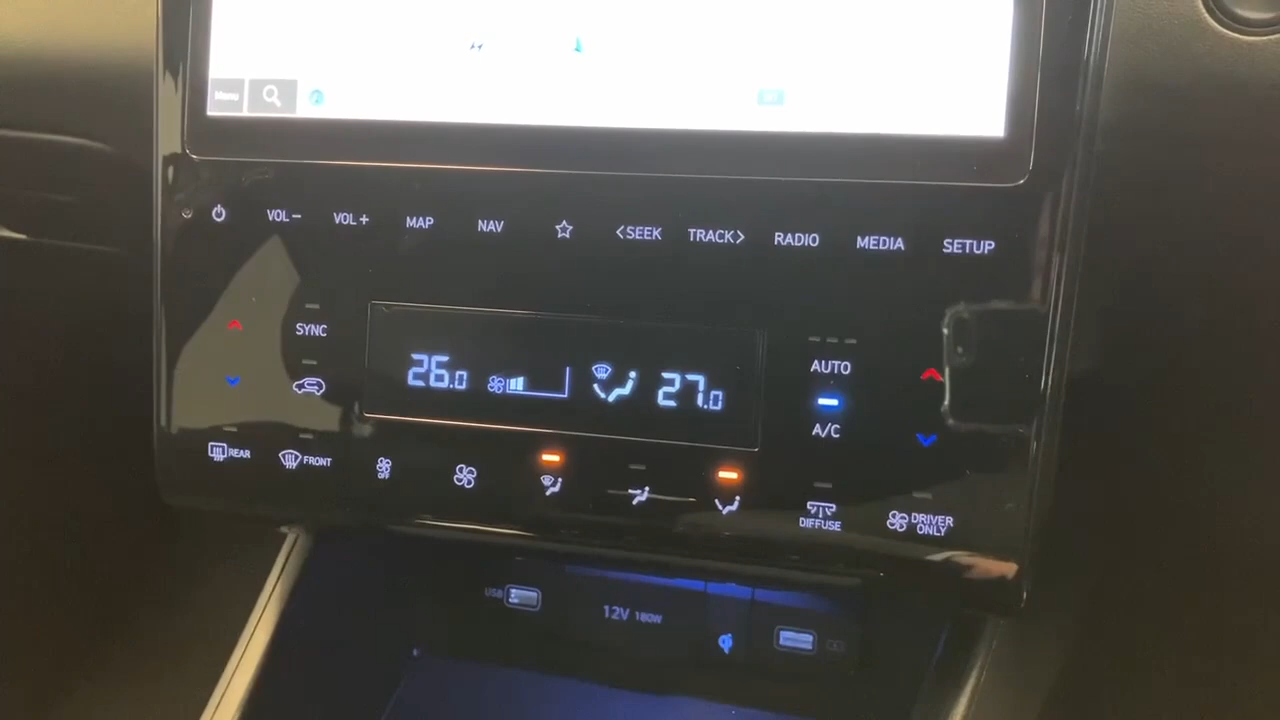 Menu
VOL− VOL+ MAP NAV <SEEK TRACK> RADIO MEDIA SETUP
SYNC
AUTO
26.0 27.0
A/C
REAR FRONT
OFF
DIFFUSE
DRIVER ONLY
USB
12V 180W